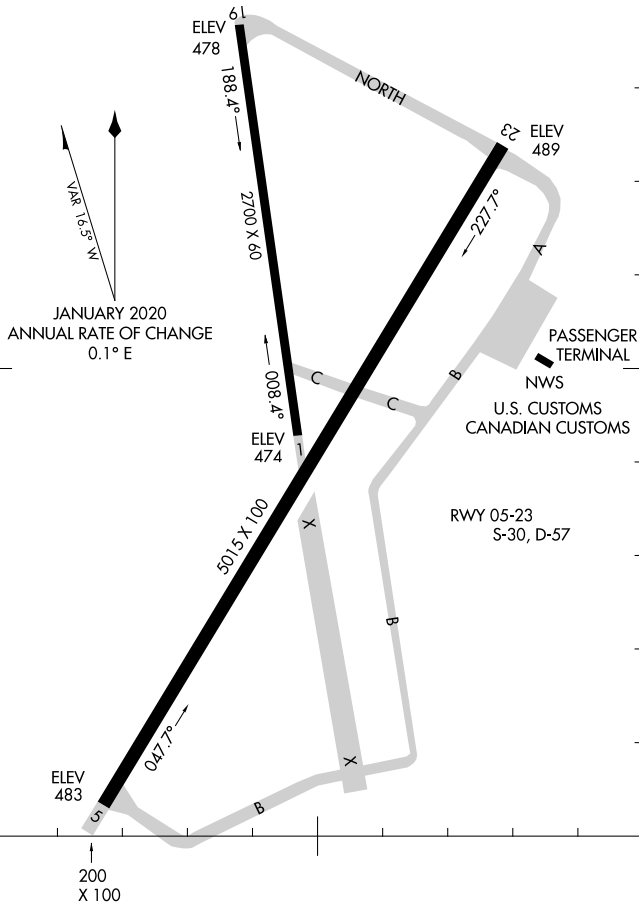 19
ELEV
478
188.4°
NORTH
23
ELEV
489
227.7°
VAR 16.5° W
2700 X 60
A
JANUARY 2020
ANNUAL RATE OF CHANGE
0.1° E
PASSENGER
TERMINAL
NWS
U.S. CUSTOMS
CANADIAN CUSTOMS
008.4°
C
C
B
ELEV
474
1
5015 X 100
X
RWY 05-23
S-30, D-57
B
047.7°
X
ELEV
483
5
B
200
X 100